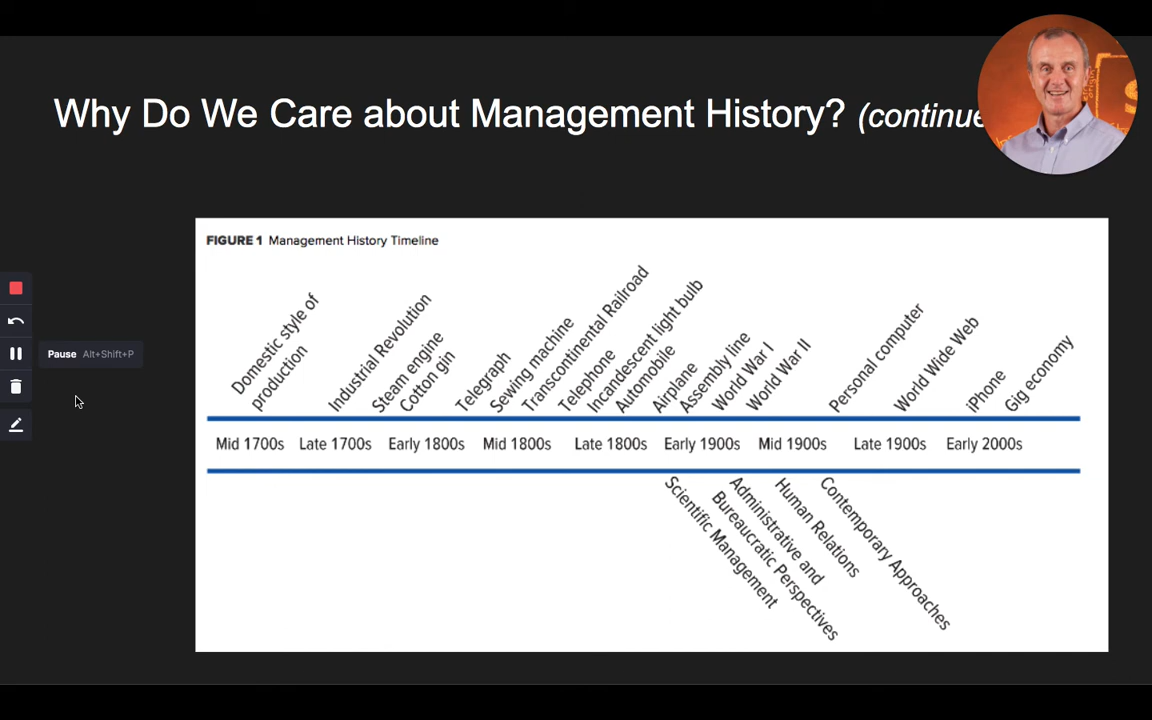 Why Do We Care about Management History? (continue
FIGURE 1 Management History Timeline
Domestic style of
production
Industrial Revolution
Steam engine
Cotton gin
Telegraph
Sewing machine
Transcontinental Railroad
Telephone
Incandescent light bulb
Automobile
Airplane
Assembly line
World War I
World War II
Personal computer
World Wide Web
iPhone
Gig economy
Pause Alt+Shift+P
Mid 1700s Late 1700s Early 1800s Mid 1800s Late 1800s Early 1900s Mid 1900s Late 1900s Early 2000s
Scientific Management
Administrative and
Bureaucratic Perspectives
Human Relations
Contemporary Approaches